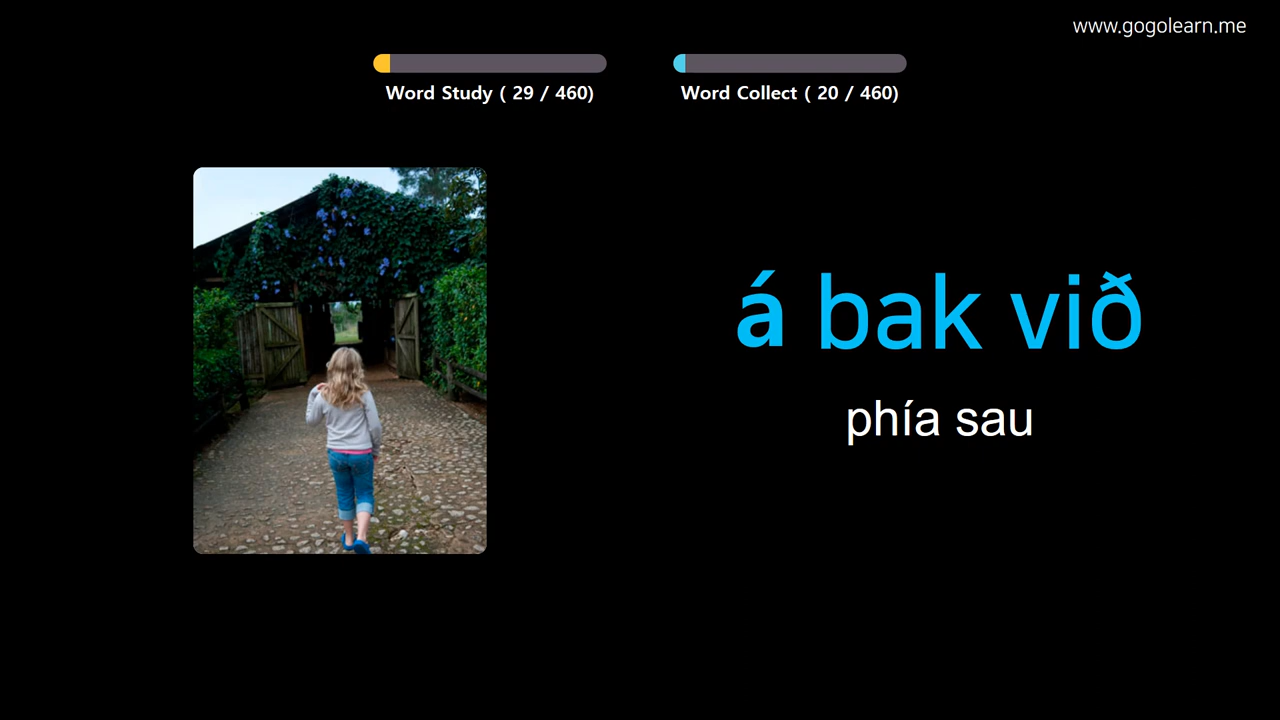 www.gogolearn.me
Word Study ( 29 / 460)
Word Collect ( 20 / 460)
á bak við
phía sau